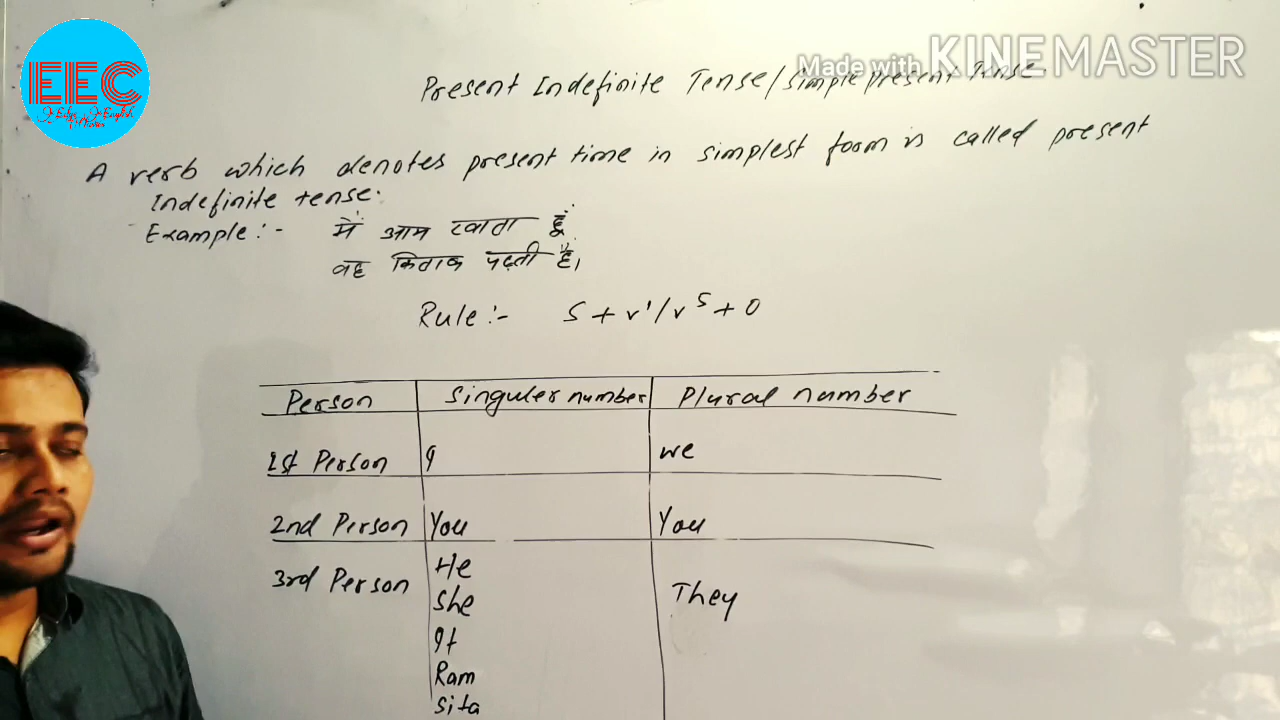 EEC
Made with KINEMASTER
Present Indefinite Tense/Simple present Tense.
A verb which denotes present time in simplest form is called present
Indefinite tense.
Example:- मैं आम खाता हूं
वह किताब पढ़ती है।
Rule:- S + v¹/v⁵ + O
Person Singuler number Plural number
1st Person I we
2nd Person You You
3rd Person He They
She
It
Ram
Sita